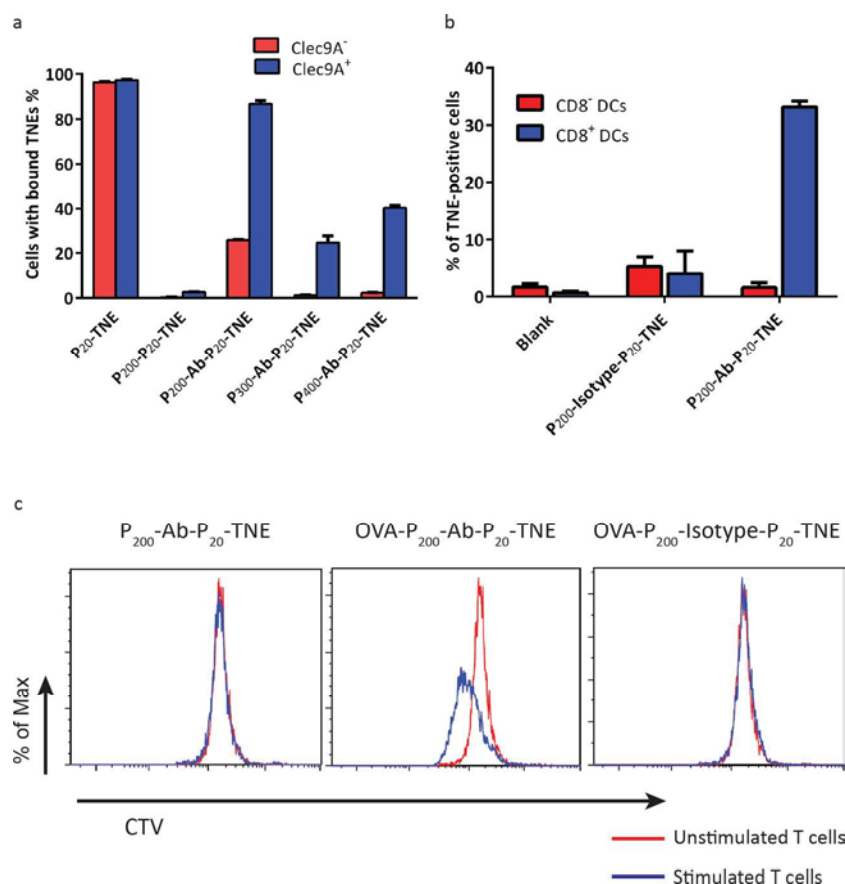 a
Clec9A⁻
Clec9A⁺
Cells with bound TNEs %
100
80
60
40
20
0
P₂₀-TNE
P₂₀₀-P₂₀-TNE
P₂₀₀-Ab-P₂₀-TNE
P₃₀₀-Ab-P₂₀-TNE
P₄₀₀-Ab-P₂₀-TNE
b
CD8⁻ DCs
CD8⁺ DCs
% of TNE-positive cells
40
30
20
10
0
Blank
P₂₀₀-Isotype-P₂₀-TNE
P₂₀₀-Ab-P₂₀-TNE
c
P₂₀₀-Ab-P₂₀-TNE
OVA-P₂₀₀-Ab-P₂₀-TNE
OVA-P₂₀₀-Isotype-P₂₀-TNE
% of Max
CTV
Unstimulated T cells
Stimulated T cells